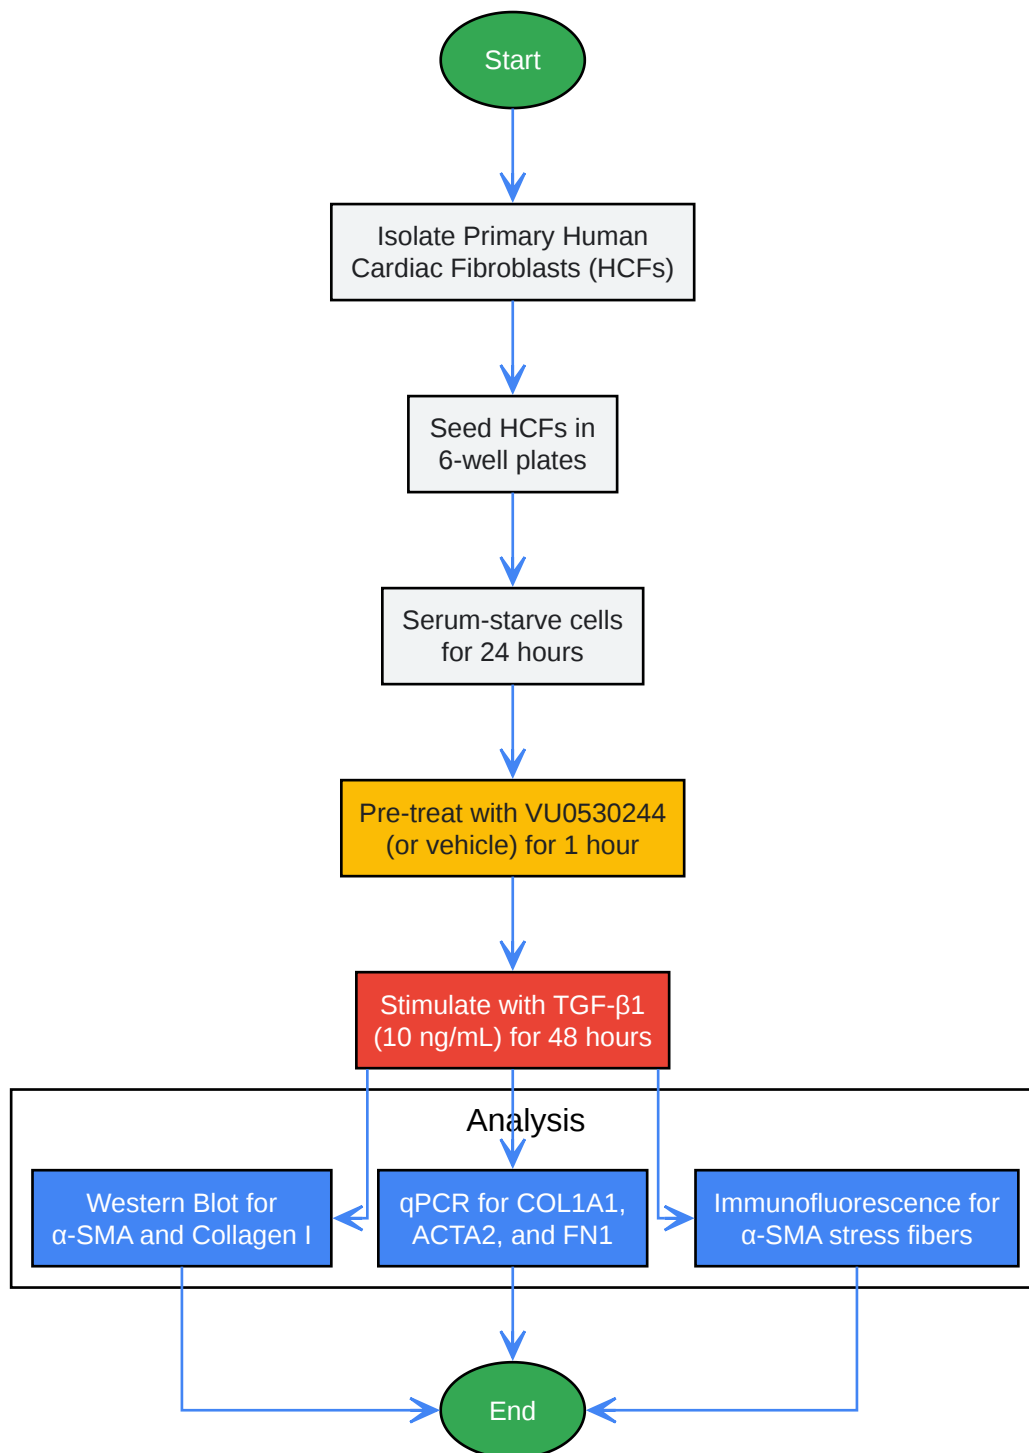 Start
Isolate Primary Human
Cardiac Fibroblasts (HCFs)
Seed HCFs in
6-well plates
Serum-starve cells
for 24 hours
Pre-treat with VU0530244
(or vehicle) for 1 hour
Stimulate with TGF-β1
(10 ng/mL) for 48 hours
Analysis
Western Blot for
α-SMA and Collagen I
qPCR for COL1A1,
ACTA2, and FN1
Immunofluorescence for
α-SMA stress fibers
End